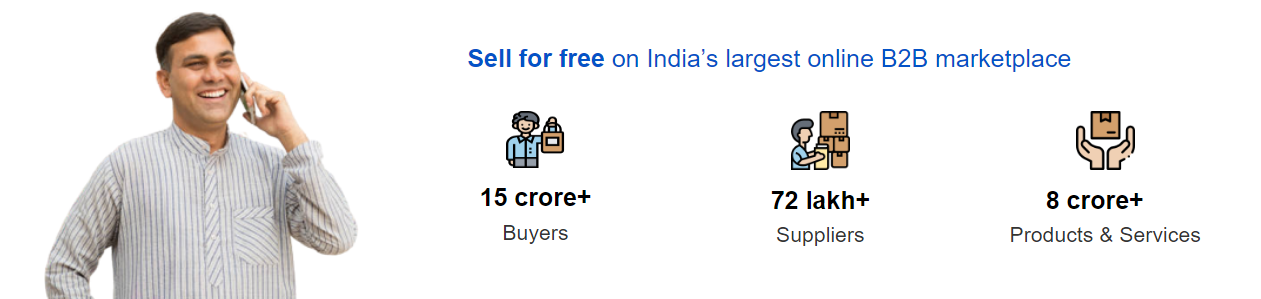 Sell for free on India’s largest online B2B marketplace
15 crore+
Buyers
72 lakh+
Suppliers
8 crore+
Products & Services